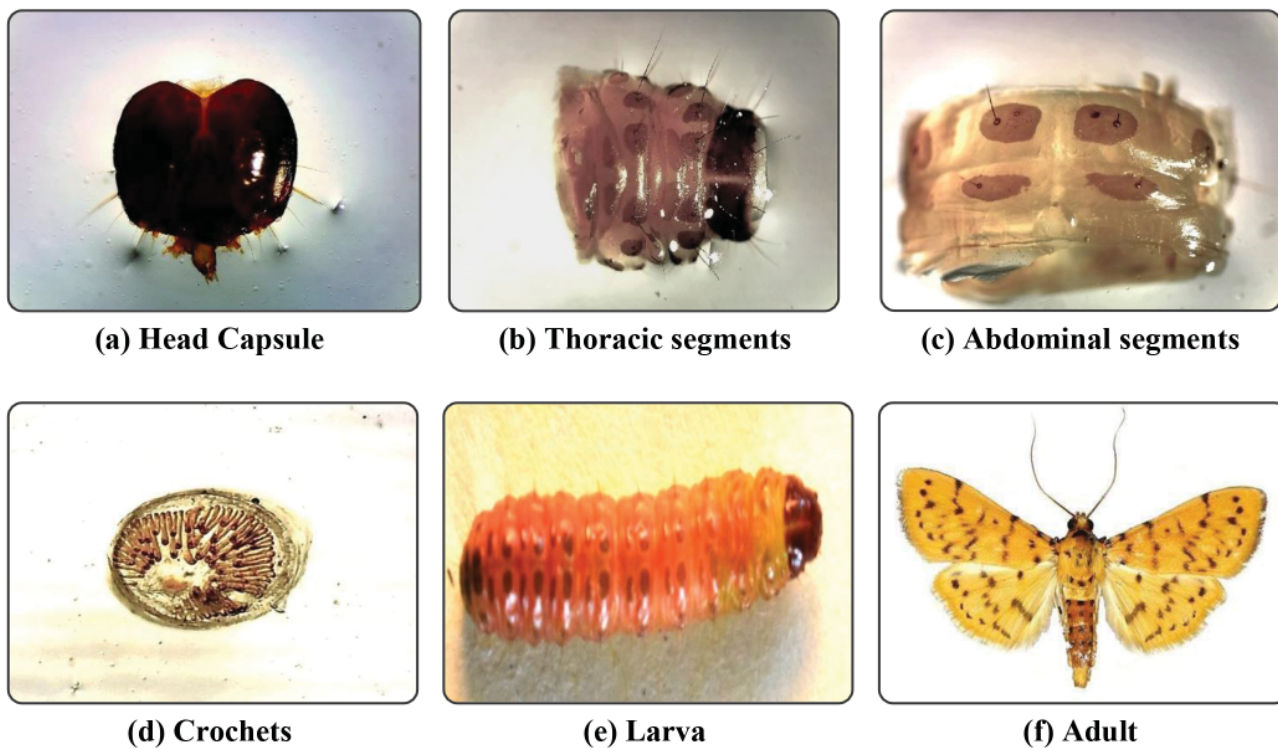 (a) Head Capsule
(b) Thoracic segments
(c) Abdominal segments
(d) Crochets
(e) Larva
(f) Adult